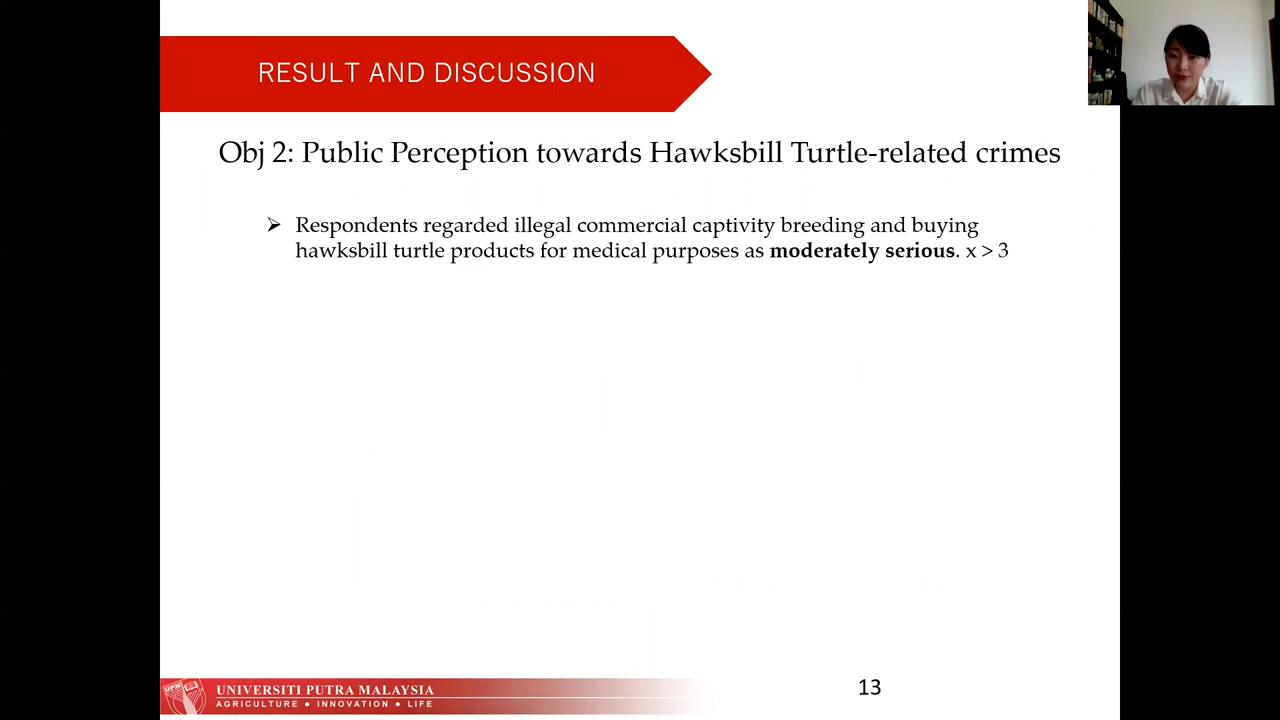 RESULT AND DISCUSSION
Obj 2: Public Perception towards Hawksbill Turtle-related crimes
➢ Respondents regarded illegal commercial captivity breeding and buying
hawksbill turtle products for medical purposes as moderately serious. x > 3
UPM
UNIVERSITI PUTRA MALAYSIA
AGRICULTURE • INNOVATION • LIFE
13